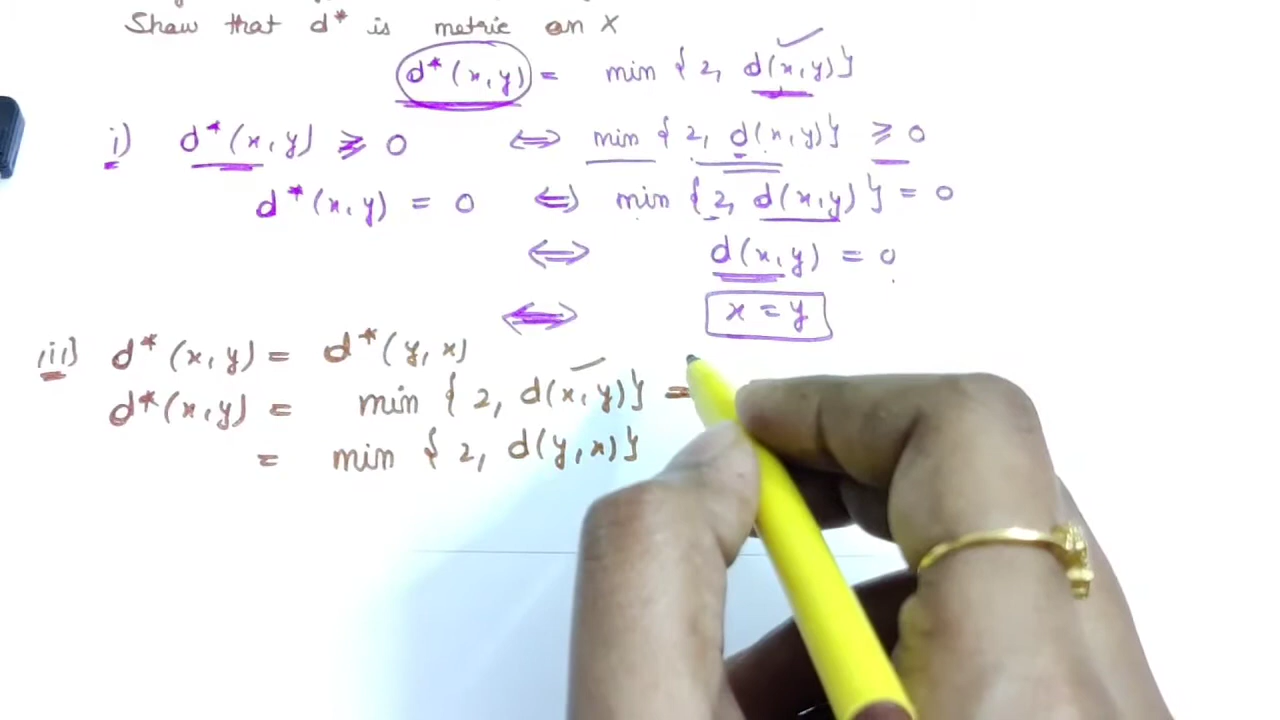 Show that d* is metric on X
d*(x,y) = min { 2, d(x,y)}
i) d*(x,y) ≥ 0 ⇔ min { 2, d(x,y)} ≥ 0
d*(x,y) = 0 ⇔ min { 2, d(x,y)} = 0
⇔ d(x,y) = 0
⇔ x = y
iii) d*(x,y) = d*(y,x)
d*(x,y) = min { 2, d(x,y)} =
= min { 2, d(y,x)}